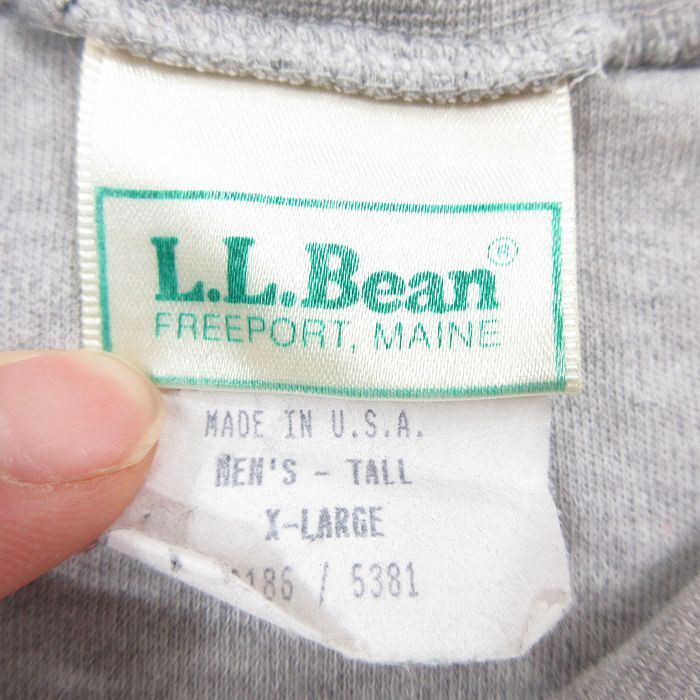 L.L.Bean®
FREEPORT, MAINE
MADE IN U.S.A.
MEN'S - TALL
X-LARGE
/ 5381